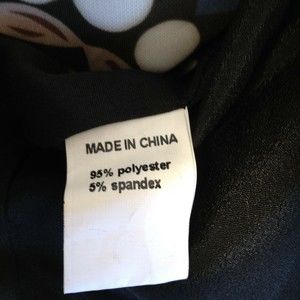 MADE IN CHINA
95% polyester
5% spandex